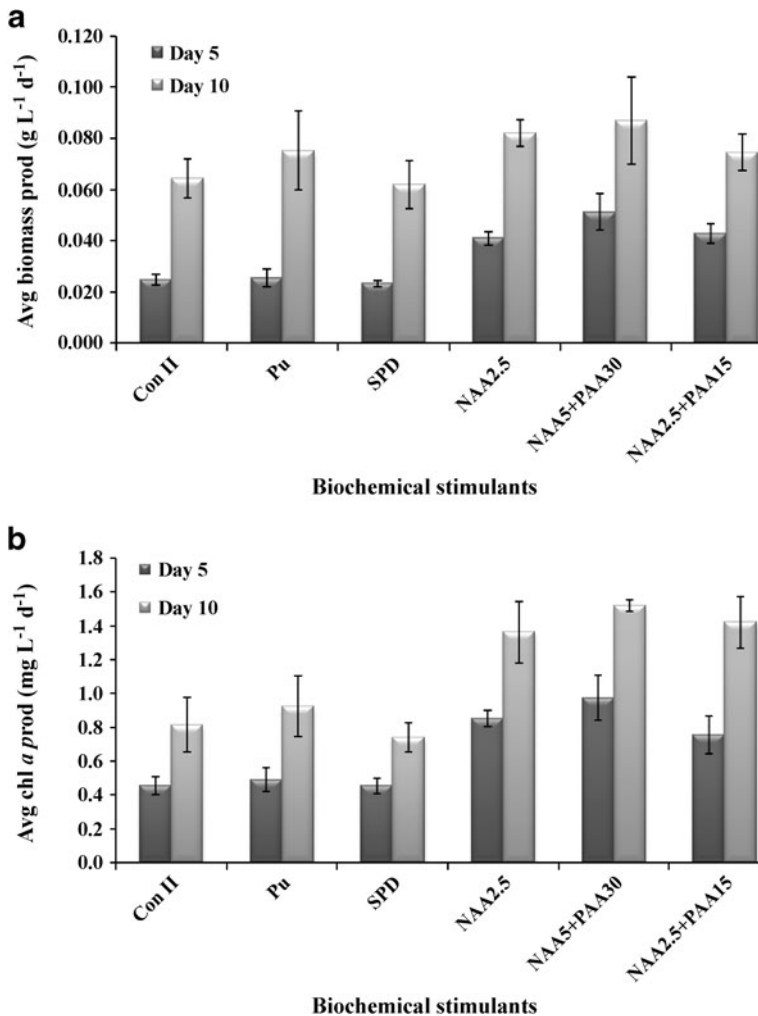 a
Avg biomass prod (g L⁻¹ d⁻¹)
0.120
0.100
0.080
0.060
0.040
0.020
0.000
Day 5
Day 10
Con II
Pu
SPD
NAA2.5
NAA5+PAA30
NAA2.5+PAA15
Biochemical stimulants
b
Avg chl a prod (mg L⁻¹ d⁻¹)
1.8
1.6
1.4
1.2
1.0
0.8
0.6
0.4
0.2
0.0
Day 5
Day 10
Con II
Pu
SPD
NAA2.5
NAA5+PAA30
NAA2.5+PAA15
Biochemical stimulants